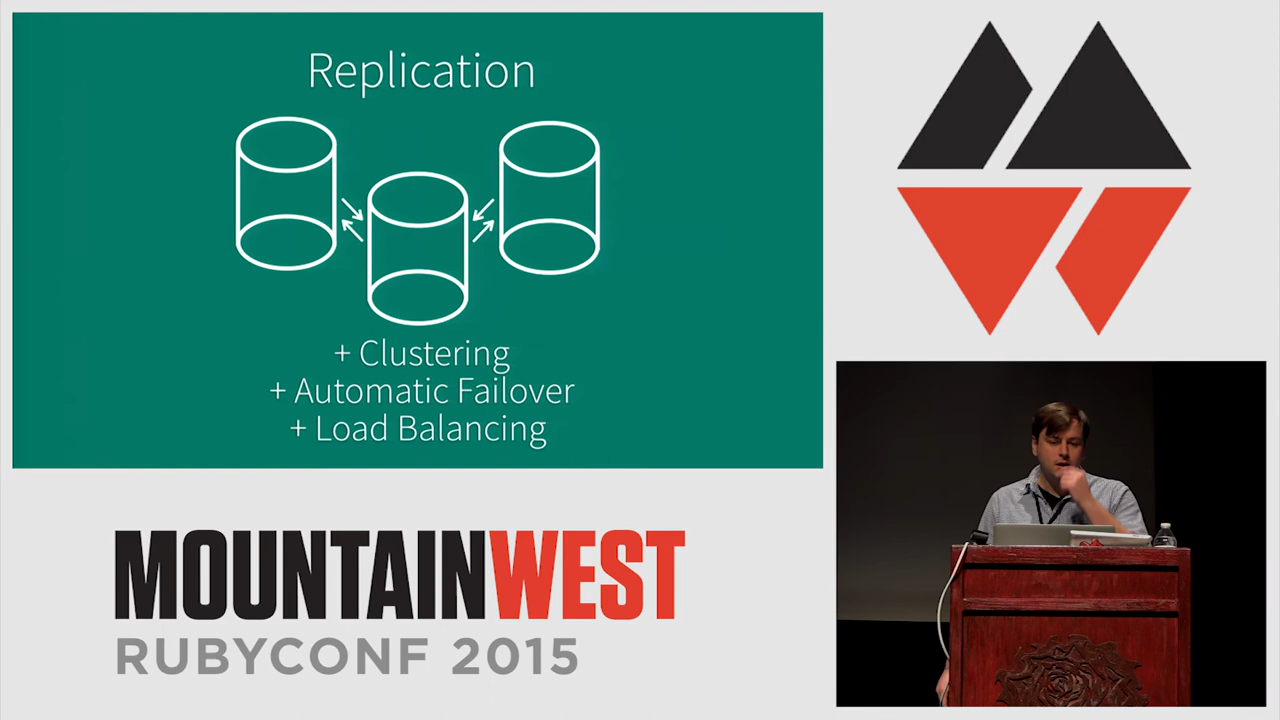 Replication
+ Clustering
+ Automatic Failover
+ Load Balancing
MOUNTAINWEST
RUBYCONF 2015